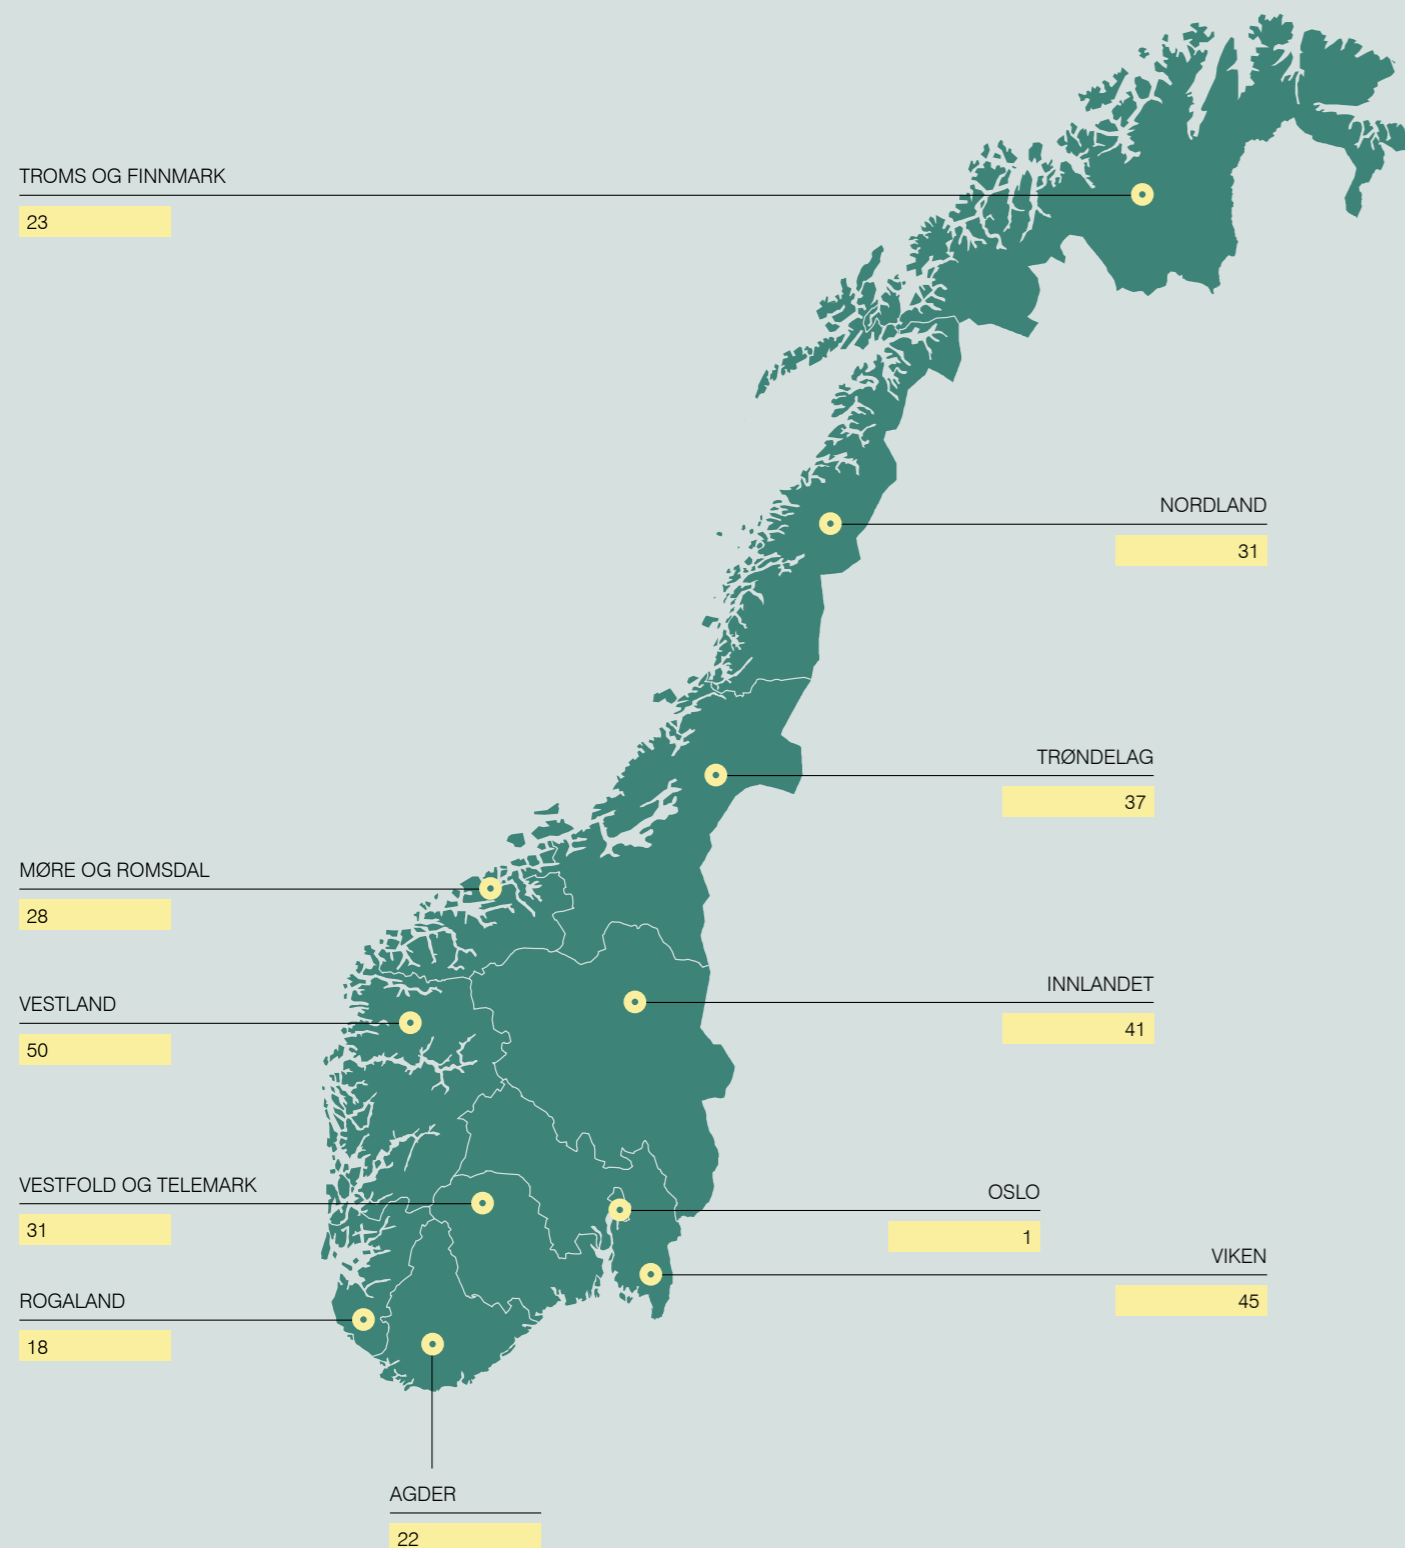 TROMS OG FINNMARK
23
NORDLAND
31
TRØNDELAG
37
MØRE OG ROMSDAL
28
INNLANDET
41
VESTLAND
50
VESTFOLD OG TELEMARK
31
OSLO
1
VIKEN
45
ROGALAND
18
AGDER
22